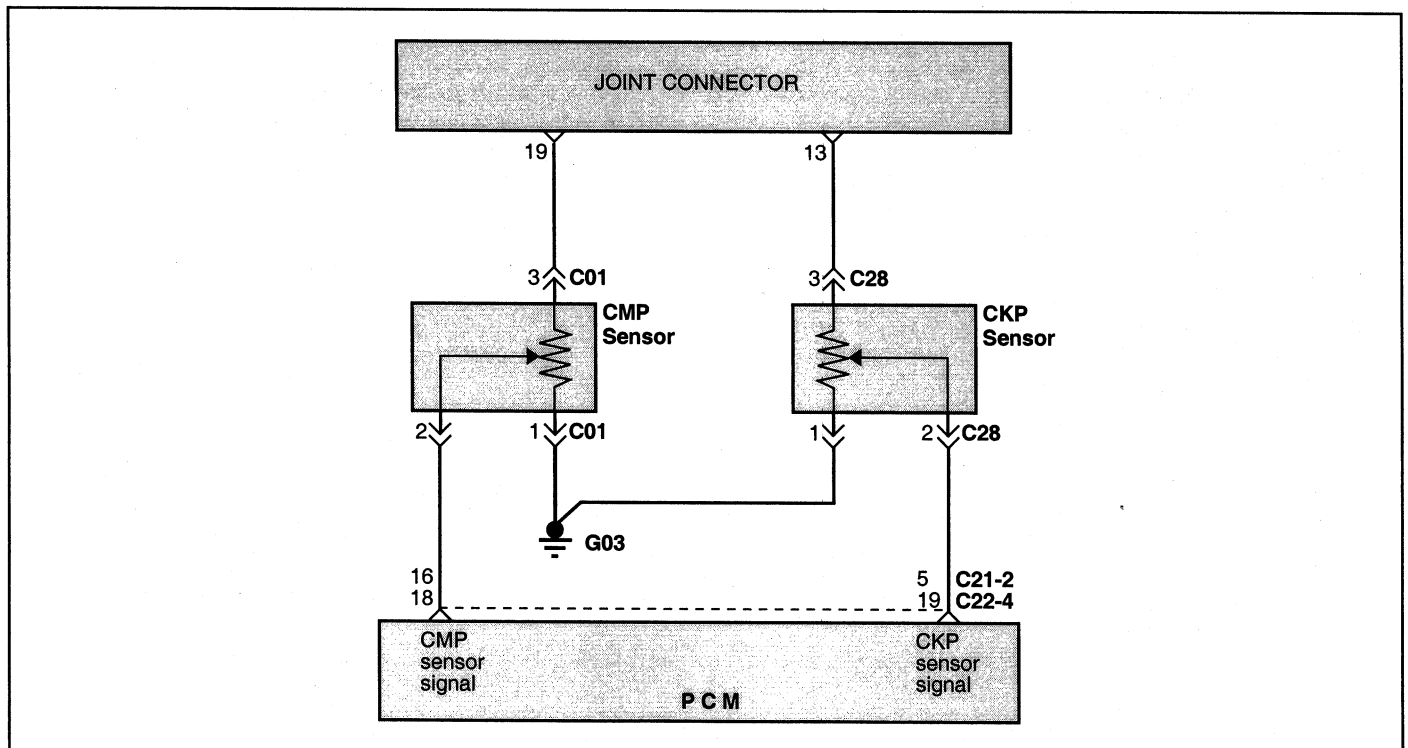 JOINT CONNECTOR
19
13
3 C01
3 C28
CMP
Sensor
CKP
Sensor
2
1 C01
1
2 C28
G03
16
18
5 C21-2
19 C22-4
CMP
sensor
signal
CKP
sensor
signal
PCM